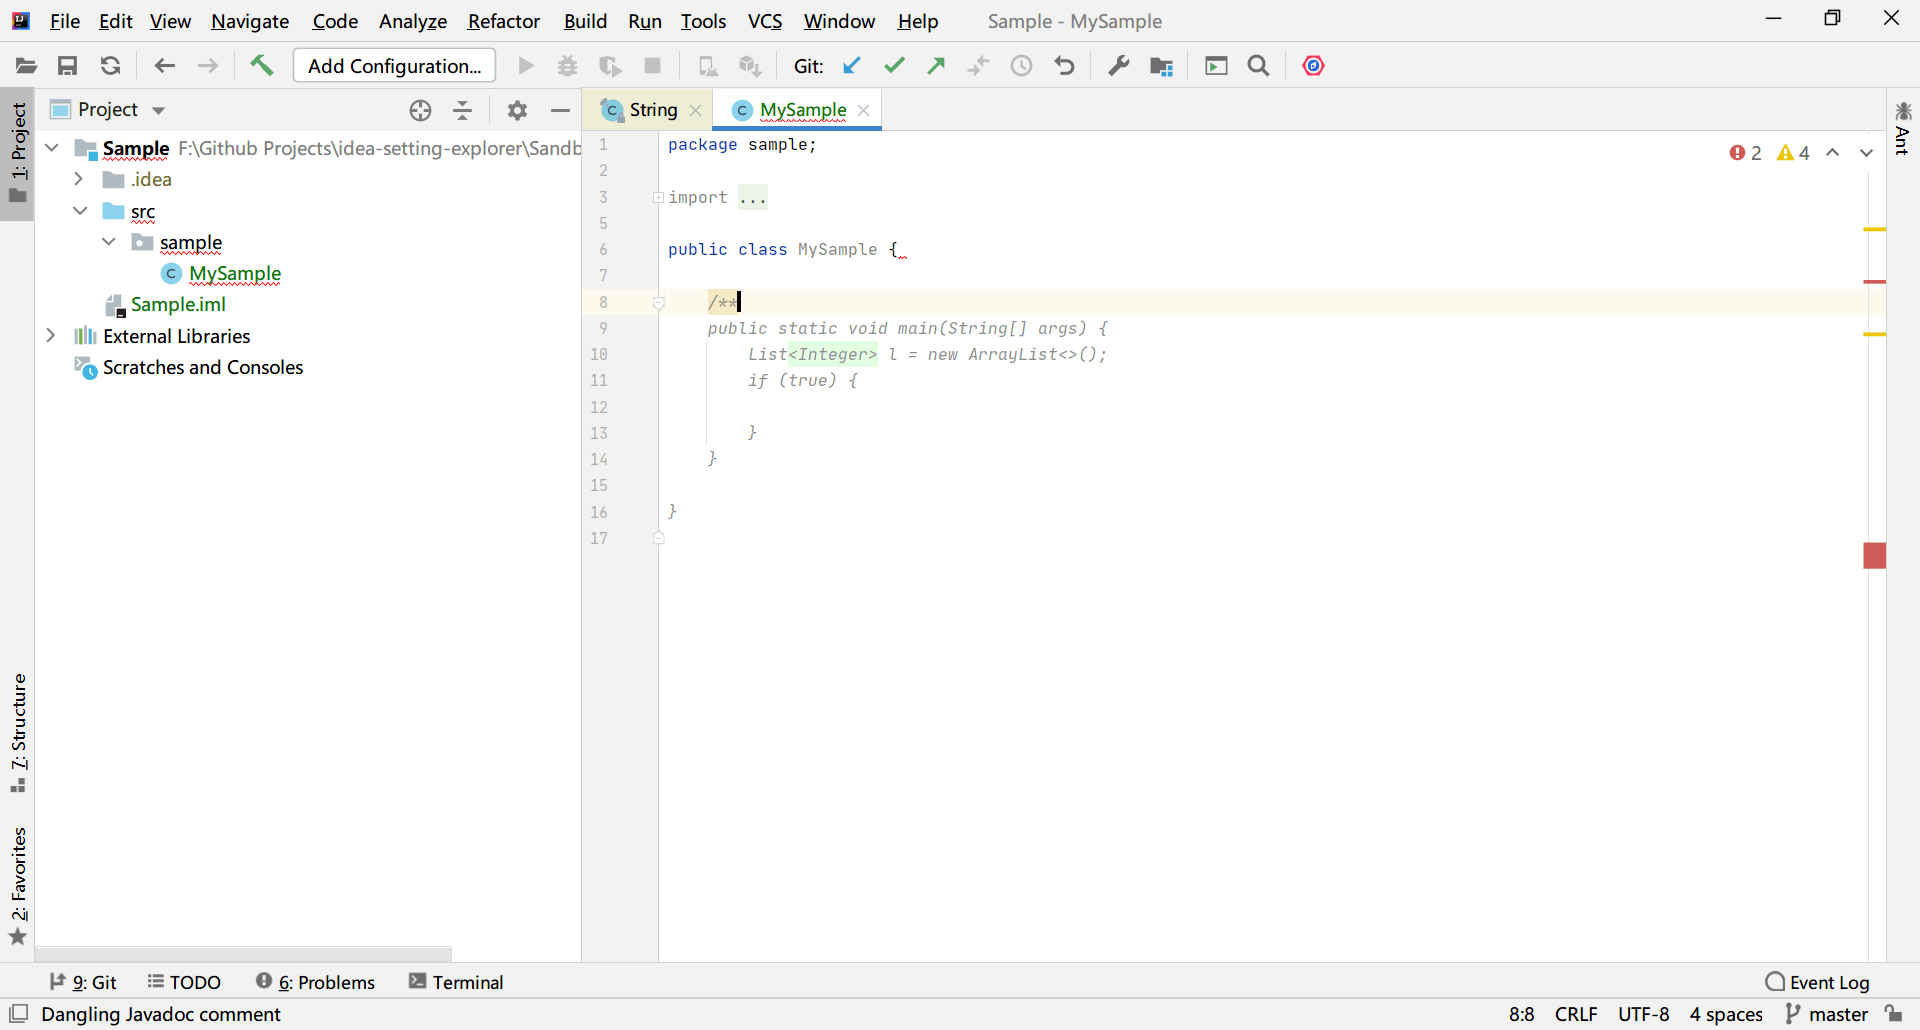 File Edit View Navigate Code Analyze Refactor Build Run Tools VCS Window Help Sample - MySample
Add Configuration... Git:
1: Project
Project
String
MySample
Sample F:\Github Projects\idea-setting-explorer\Sandb
.idea
src
sample
MySample
Sample.iml
External Libraries
Scratches and Consoles
1 package sample;
2
3 import ...
5
6 public class MySample {
7
8 /**
9 public static void main(String[] args) {
10 List<Integer> l = new ArrayList<>();
11 if (true) {
12
13 }
14 }
15
16 }
17
2 4
Ant
7: Structure
2: Favorites
9: Git TODO 6: Problems Terminal Event Log
Dangling Javadoc comment 8:8 CRLF UTF-8 4 spaces master